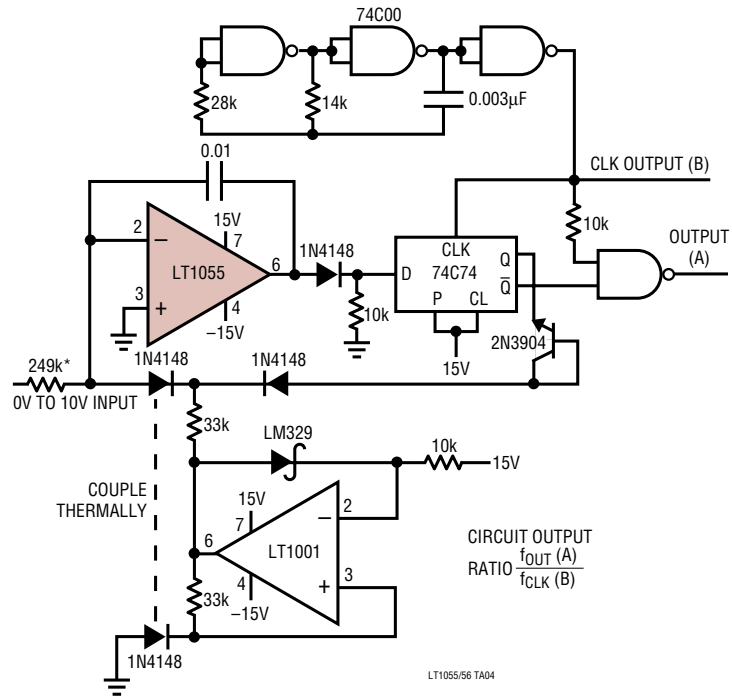 74C00
28k
14k
0.003µF
0.01
CLK OUTPUT (B)
2
15V
7
–
LT1055
6
3
+
4
–15V
1N4148
10k
D
CLK
74C74
Q
Q̅
P
CL
15V
10k
OUTPUT
(A)
2N3904
249k*
0V TO 10V INPUT
1N4148
1N4148
33k
LM329
10k
15V
COUPLE
THERMALLY
15V
7
2
–
6
LT1001
3
+
4
–15V
33k
1N4148
CIRCUIT OUTPUT
RATIO fOUT (A)
fCLK (B)
LT1055/56 TA04